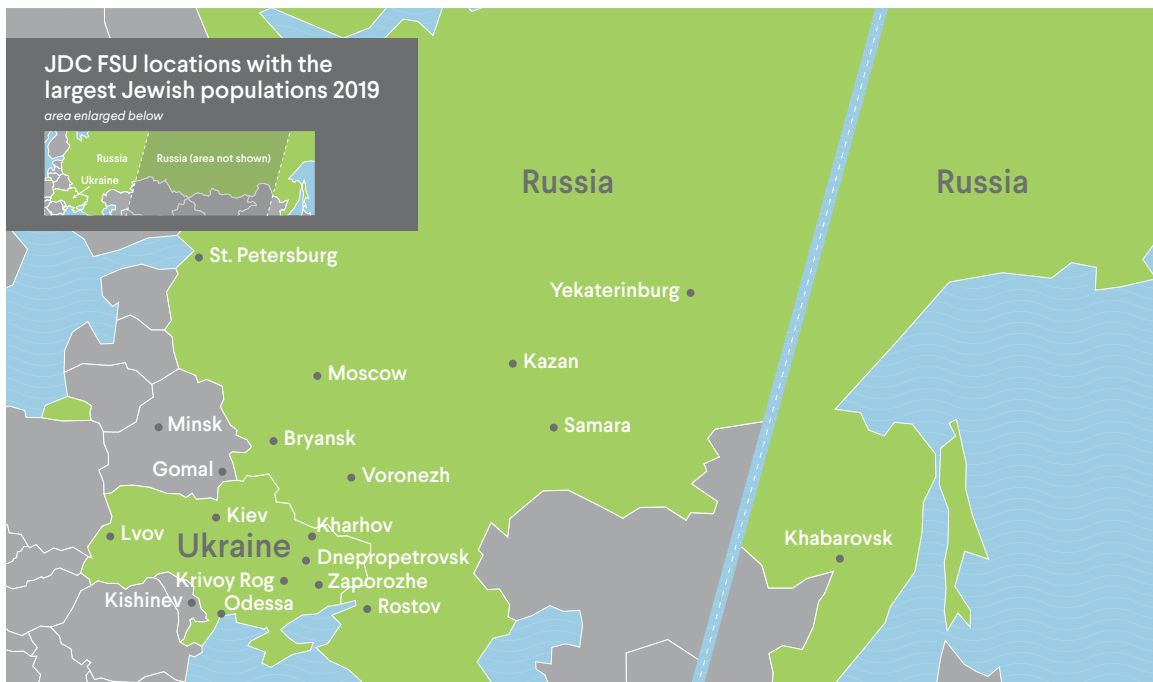 JDC FSU locations with the
largest Jewish populations 2019
area enlarged below
Russia
Russia (area not shown)
Ukraine
Russia
Russia
St. Petersburg
Yekaterinburg
Kazan
Moscow
Minsk
Samara
Bryansk
Gomal
Voronezh
Kiev
Kharhov
Lvov
Ukraine
Khabarovsk
Dnepropetrovsk
Krivoy Rog
Zaporozhe
Kishinev
Odessa
Rostov